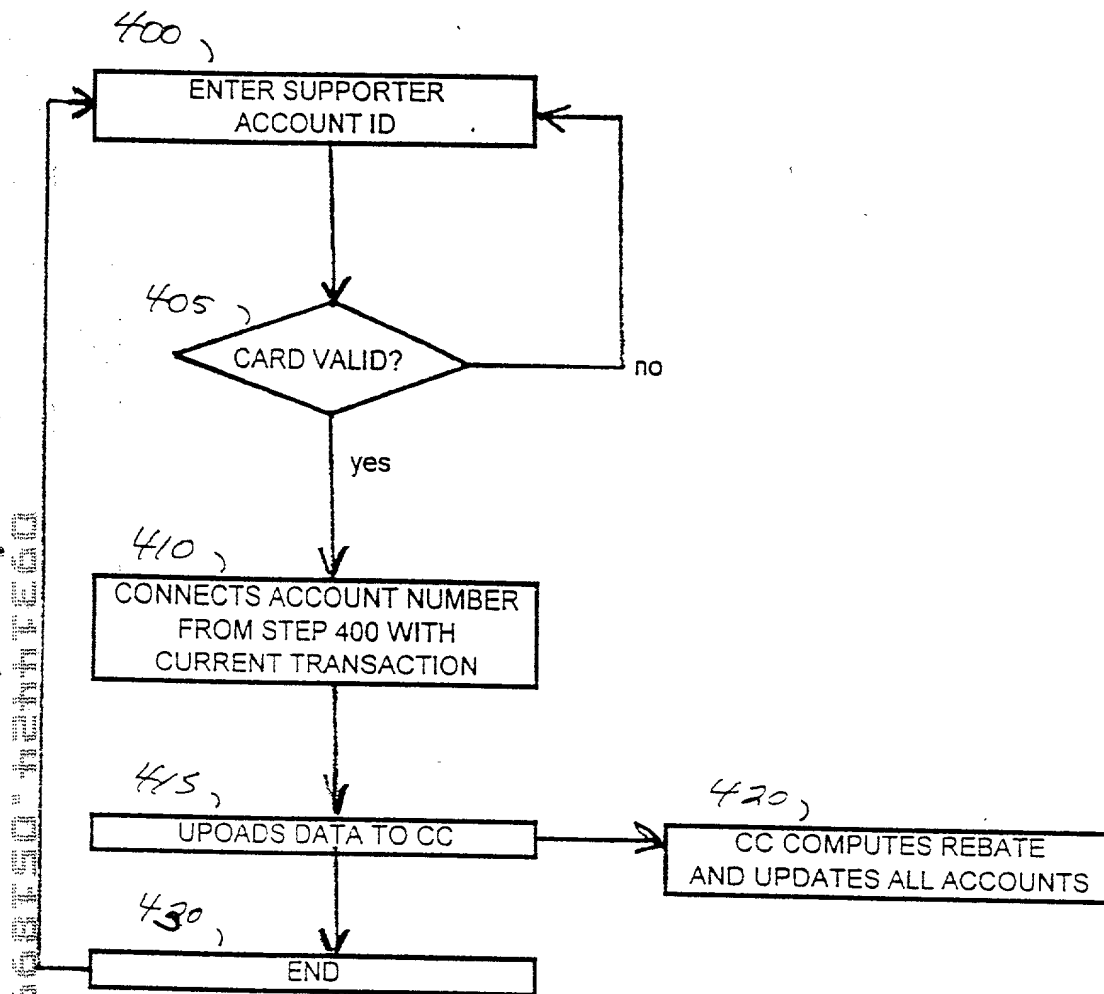 400
ENTER SUPPORTER
ACCOUNT ID
405
CARD VALID?
no
yes
410
CONNECTS ACCOUNT NUMBER
FROM STEP 400 WITH
CURRENT TRANSACTION
415
UPOADS DATA TO CC
420
CC COMPUTES REBATE
AND UPDATES ALL ACCOUNTS
430
END